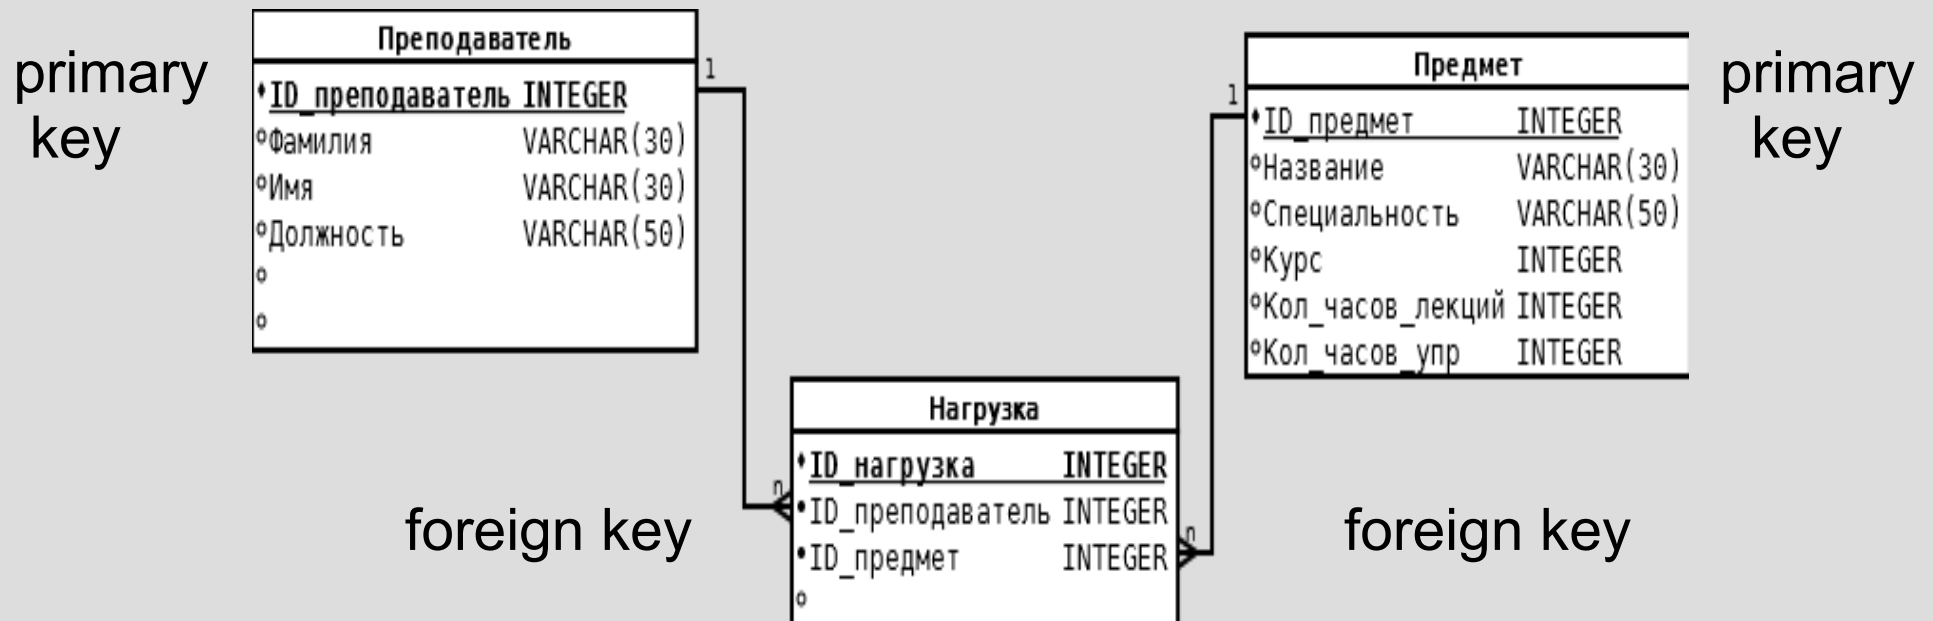 primary
key
Преподаватель
ID_преподаватель INTEGER
Фамилия VARCHAR(30)
Имя VARCHAR(30)
Должность VARCHAR(50)
1
Предмет
ID_предмет INTEGER
Название VARCHAR(30)
Специальность VARCHAR(50)
Курс INTEGER
Кол_часов_лекций INTEGER
Кол_часов_упр INTEGER
1
primary
key
foreign key
n
Нагрузка
ID_нагрузка INTEGER
ID_преподаватель INTEGER
ID_предмет INTEGER
n
foreign key